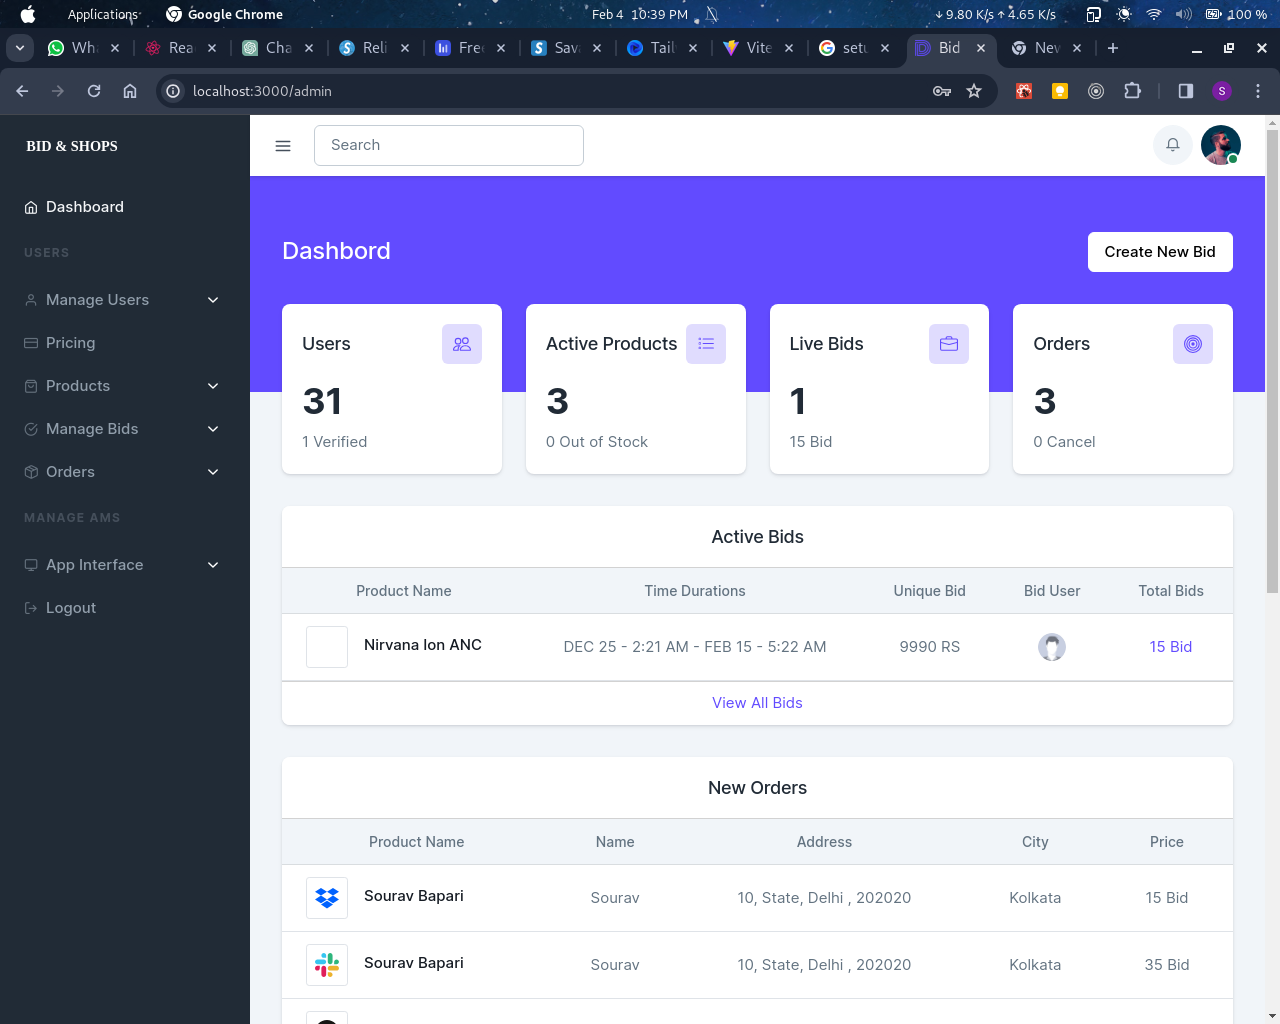 Applications
Google Chrome
Feb 4 10:39 PM
↓ 9.80 K/s ↑ 4.65 K/s
100 %
Wha
Rea
Cha
Reli
Free
Sav
Tail
Vite
setu
Bid
New
localhost:3000/admin
S
BID & SHOPS
Search
Dashboard
USERS
Manage Users
Pricing
Products
Manage Bids
Orders
MANAGE AMS
App Interface
Logout
Dashbord
Create New Bid
Users
31
1 Verified
Active Products
3
0 Out of Stock
Live Bids
1
15 Bid
Orders
3
0 Cancel
Active Bids
Product Name Time Durations Unique Bid Bid User Total Bids
Nirvana Ion ANC DEC 25 - 2:21 AM - FEB 15 - 5:22 AM 9990 RS 15 Bid
View All Bids
New Orders
Product Name Name Address City Price
Sourav Bapari Sourav 10, State, Delhi , 202020 Kolkata 15 Bid
Sourav Bapari Sourav 10, State, Delhi , 202020 Kolkata 35 Bid